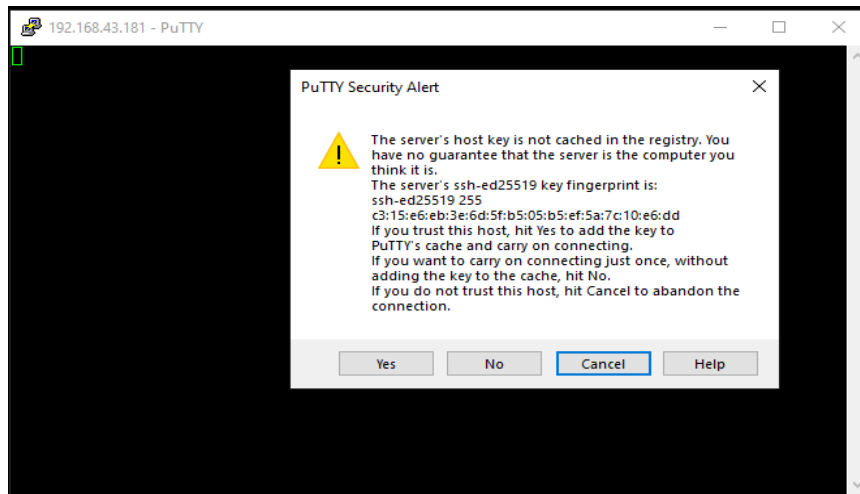 192.168.43.181 - PuTTY
PuTTY Security Alert
The server's host key is not cached in the registry. You
have no guarantee that the server is the computer you
think it is.
The server's ssh-ed25519 key fingerprint is:
ssh-ed25519 255
c3:15:e6:eb:3e:6d:5f:b5:05:b5:ef:5a:7c:10:e6:dd
If you trust this host, hit Yes to add the key to
PuTTY's cache and carry on connecting.
If you want to carry on connecting just once, without
adding the key to the cache, hit No.
If you do not trust this host, hit Cancel to abandon the
connection.
Yes No Cancel Help